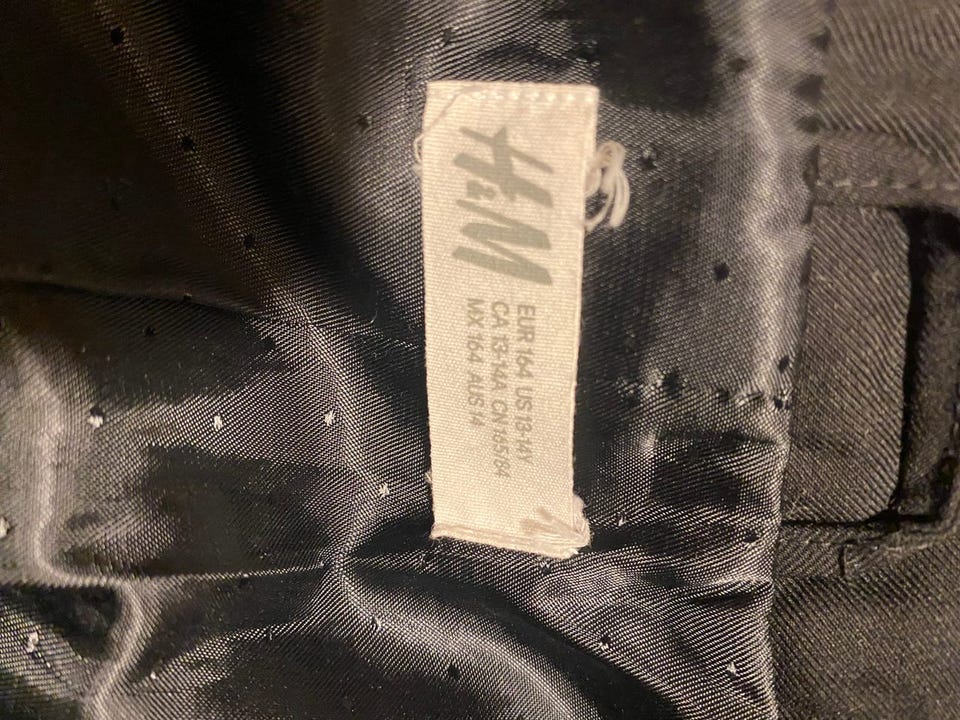 H&M
EUR 164 US 13-14Y
CA 13-14A CN 165/84
MX 164 AUS 14